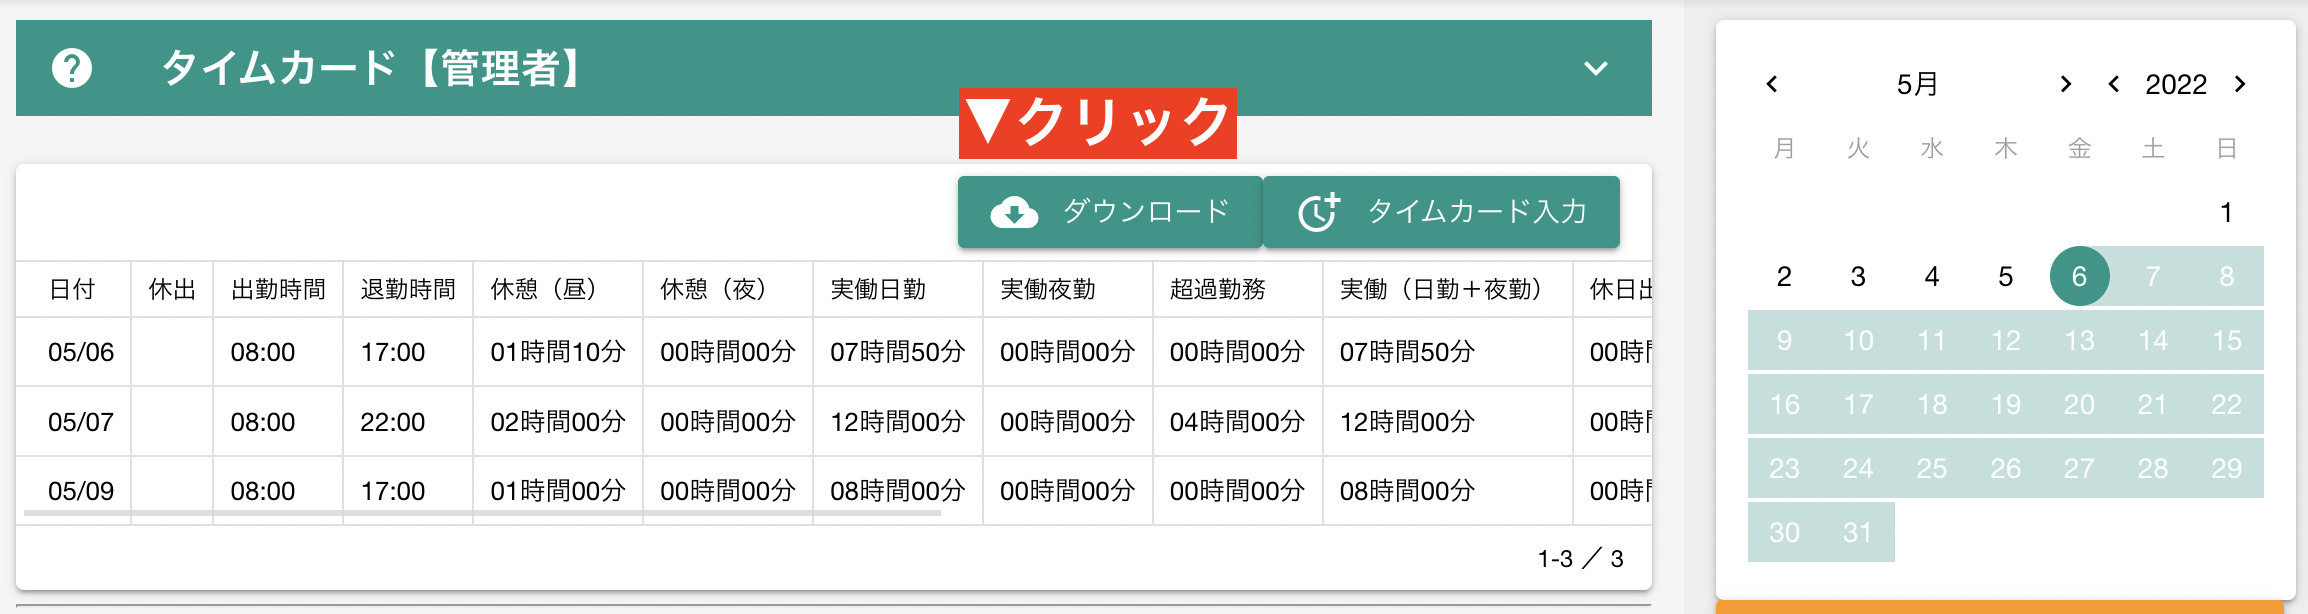 タイムカード【管理者】
▼クリック
ダウンロード
タイムカード入力
日付 休出 出勤時間 退勤時間 休憩（昼） 休憩（夜） 実働日勤 実働夜勤 超過勤務 実働（日勤＋夜勤） 休日出
05/06 08:00 17:00 01時間10分 00時間00分 07時間50分 00時間00分 00時間00分 07時間50分 00時間
05/07 08:00 22:00 02時間00分 00時間00分 12時間00分 00時間00分 04時間00分 12時間00分 00時間
05/09 08:00 17:00 01時間00分 00時間00分 08時間00分 00時間00分 00時間00分 08時間00分 00時間
1-3 ／ 3
5月 2022
月 火 水 木 金 土 日
1
2 3 4 5 6 7 8
9 10 11 12 13 14 15
16 17 18 19 20 21 22
23 24 25 26 27 28 29
30 31